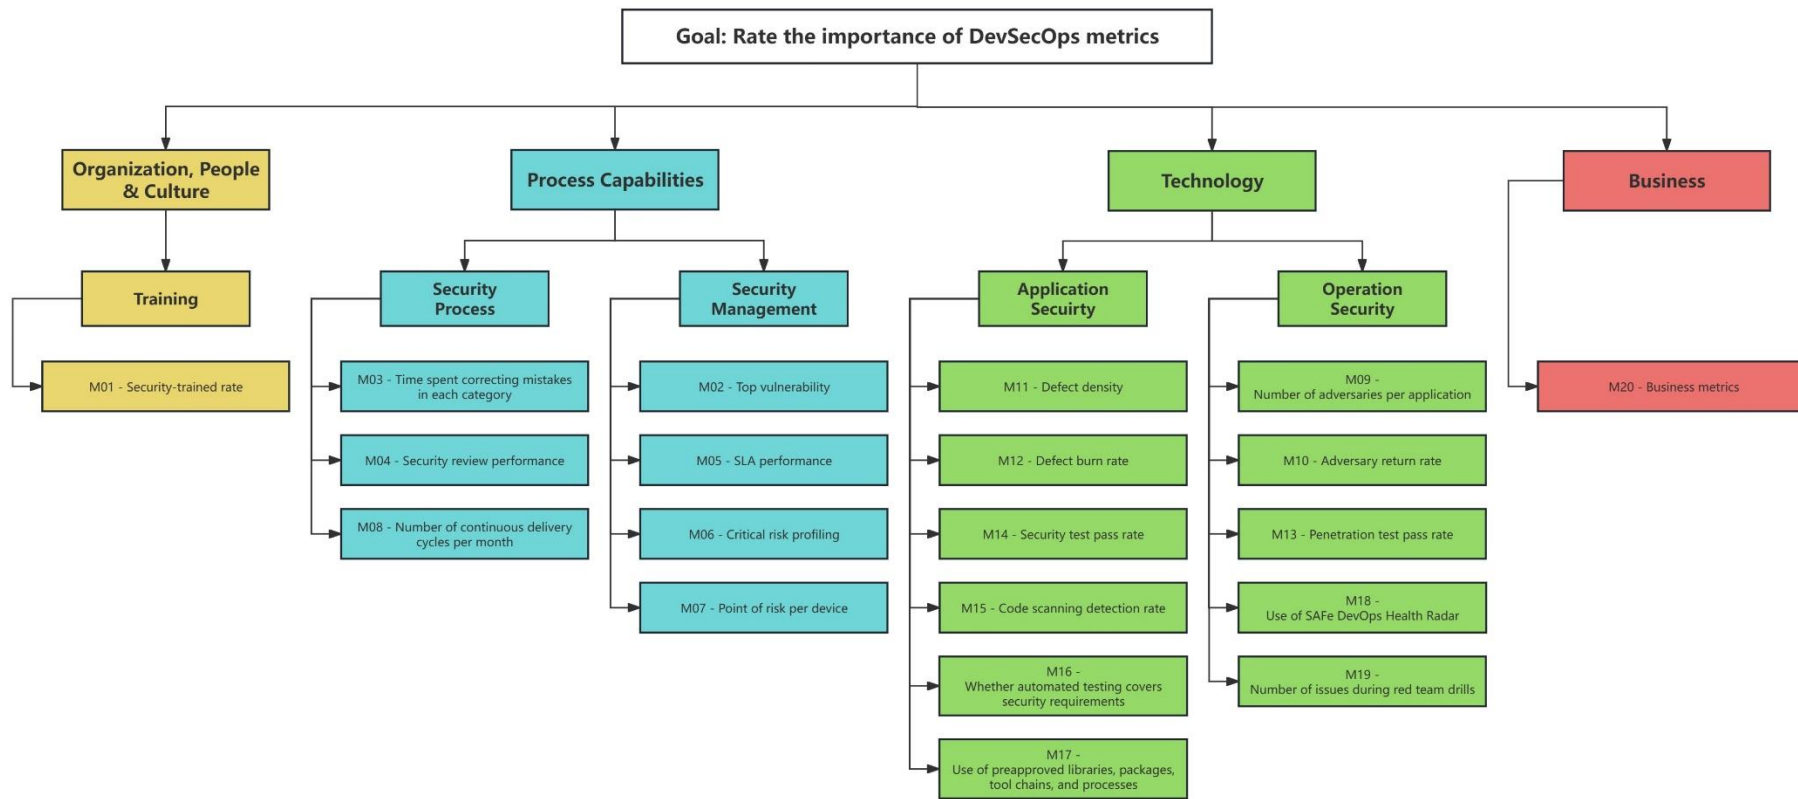 Goal: Rate the importance of DevSecOps metrics
Organization, People
& Culture
Process Capabilities
Technology
Business
Training
Security
Process
Security
Management
Application
Secuirty
Operation
Security
M01 - Security-trained rate
M03 - Time spent correcting mistakes
in each category
M04 - Security review performance
M08 - Number of continuous delivery
cycles per month
M02 - Top vulnerability
M05 - SLA performance
M06 - Critical risk profiling
M07 - Point of risk per device
M11 - Defect density
M12 - Defect burn rate
M14 - Security test pass rate
M15 - Code scanning detection rate
M16 -
Whether automated testing covers
security requirements
M17 -
Use of preapproved libraries, packages,
tool chains, and processes
M09 -
Number of adversaries per application
M10 - Adversary return rate
M13 - Penetration test pass rate
M18 -
Use of SAFe DevOps Health Radar
M19 -
Number of issues during red team drills
M20 - Business metrics